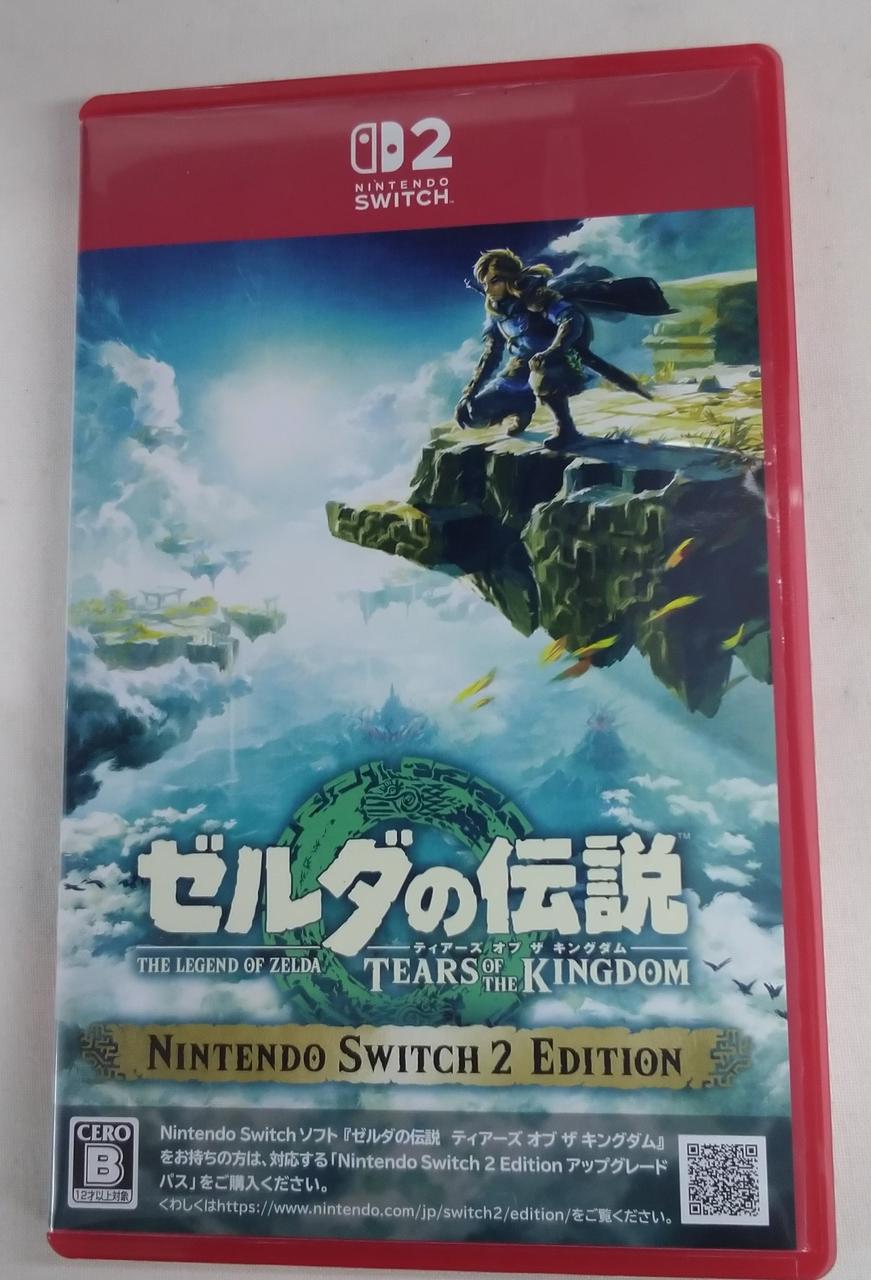 2
NINTENDO
SWITCH™
ゼルダの伝説™
ティアーズ オブ ザ キングダム
THE LEGEND OF ZELDA
TEARS OF THE KINGDOM
NINTENDO SWITCH 2 EDITION
CERO
B
12才以上対象
Nintendo Switch ソフト『ゼルダの伝説 ティアーズ オブ ザ キングダム』
をお持ちの方は、対応する「Nintendo Switch 2 Edition アップグレード
パス」をご購入ください。
くわしくはhttps://www.nintendo.com/jp/switch2/edition/をご覧ください。